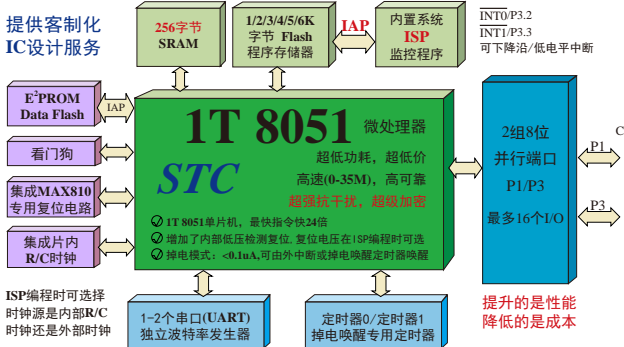 提供客制化
IC设计服务
256字节
SRAM
1/2/3/4/5/6K
字节 Flash
程序存储器
IAP
内置系统
ISP
监控程序
INT0/P3.2
INT1/P3.3
可下降沿/低电平中断
E²PROM
Data Flash
IAP
看门狗
集成MAX810
专用复位电路
集成片内
R/C时钟
1T 8051 微处理器
STC
超低功耗，超低价
高速(0-35M)，高可靠
超强抗干扰，超级加密
1T 8051单片机，最快指令快24倍
增加了内部低压检测复位.复位电压在ISP编程时可选
掉电模式：<0.1uA,可由外中断或掉电唤醒定时器唤醒
2组8位
并行端口
P1/P3
最多16个I/O
P1
C
P3
ISP编程时可选择
时钟源是内部R/C
时钟还是外部时钟
1-2个串口(UART)
独立波特率发生器
定时器0/定时器1
掉电唤醒专用定时器
提升的是性能
降低的是成本